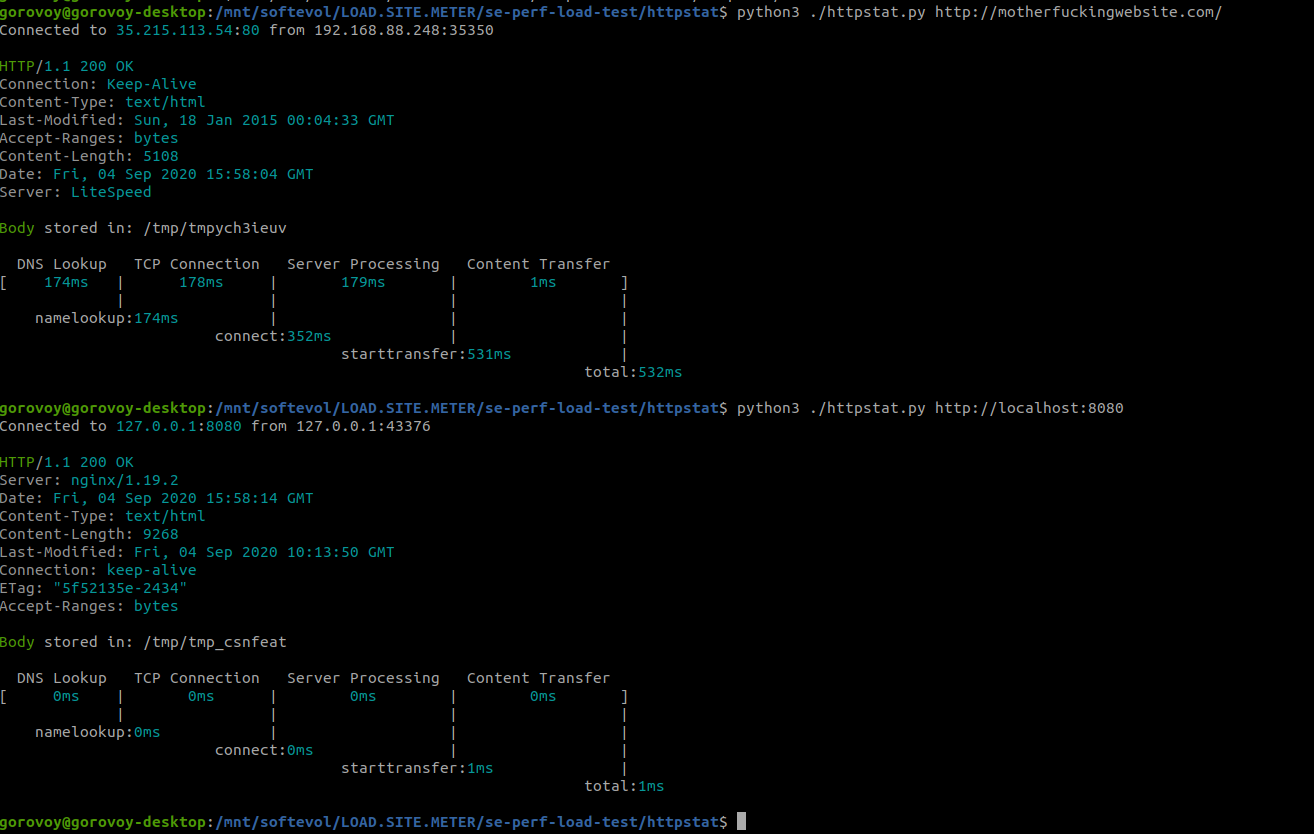 gorovoy@gorovoy-desktop:/mnt/softevol/LOAD.SITE.METER/se-perf-load-test/httpstat$ python3 ./httpstat.py http://motherfuckingwebsite.com/
Connected to 35.215.113.54:80 from 192.168.88.248:35350

HTTP/1.1 200 OK
Connection: Keep-Alive
Content-Type: text/html
Last-Modified: Sun, 18 Jan 2015 00:04:33 GMT
Accept-Ranges: bytes
Content-Length: 5108
Date: Fri, 04 Sep 2020 15:58:04 GMT
Server: LiteSpeed

Body stored in: /tmp/tmpych3ieuv

  DNS Lookup   TCP Connection   Server Processing   Content Transfer
[    174ms   |      178ms     |       179ms       |        1ms       ]
             |                |                   |                  |
    namelookup:174ms          |                   |                  |
                        connect:352ms             |                  |
                                      starttransfer:531ms            |
                                                                 total:532ms

gorovoy@gorovoy-desktop:/mnt/softevol/LOAD.SITE.METER/se-perf-load-test/httpstat$ python3 ./httpstat.py http://localhost:8080
Connected to 127.0.0.1:8080 from 127.0.0.1:43376

HTTP/1.1 200 OK
Server: nginx/1.19.2
Date: Fri, 04 Sep 2020 15:58:14 GMT
Content-Type: text/html
Content-Length: 9268
Last-Modified: Fri, 04 Sep 2020 10:13:50 GMT
Connection: keep-alive
ETag: "5f52135e-2434"
Accept-Ranges: bytes

Body stored in: /tmp/tmp_csnfeat

  DNS Lookup   TCP Connection   Server Processing   Content Transfer
[     0ms    |       0ms      |        0ms        |        0ms       ]
             |                |                   |                  |
    namelookup:0ms            |                   |                  |
                        connect:0ms               |                  |
                                      starttransfer:1ms              |
                                                                 total:1ms

gorovoy@gorovoy-desktop:/mnt/softevol/LOAD.SITE.METER/se-perf-load-test/httpstat$